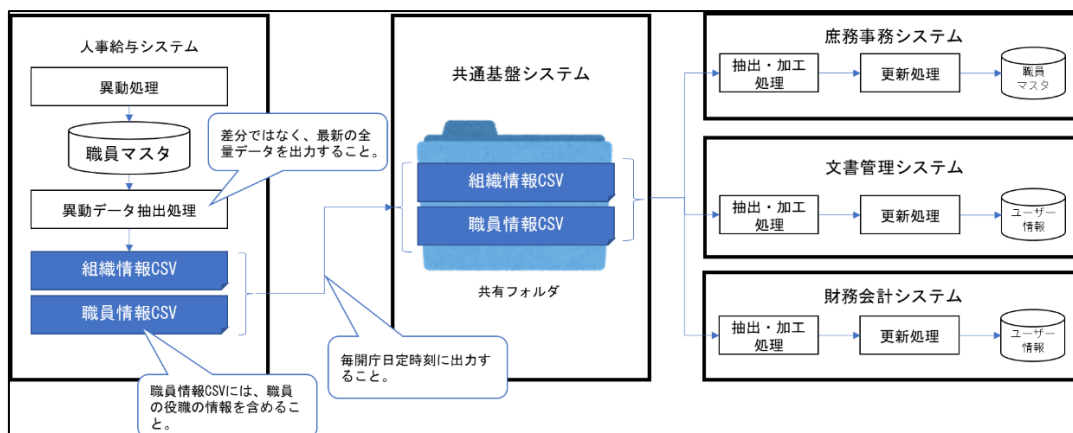 人事給与システム
異動処理
職員マスタ
差分ではなく、最新の全
量データを出力すること。
異動データ抽出処理
組織情報CSV
職員情報CSV
職員情報CSVには、職員
の役職の情報を含めるこ
と。
毎開庁日定時刻に出力す
ること。
共通基盤システム
組織情報CSV
職員情報CSV
共有フォルダ
庶務事務システム
抽出・加工
処理
更新処理
職員
マスタ
文書管理システム
抽出・加工
処理
更新処理
ユーザー
情報
財務会計システム
抽出・加工
処理
更新処理
ユーザー
情報